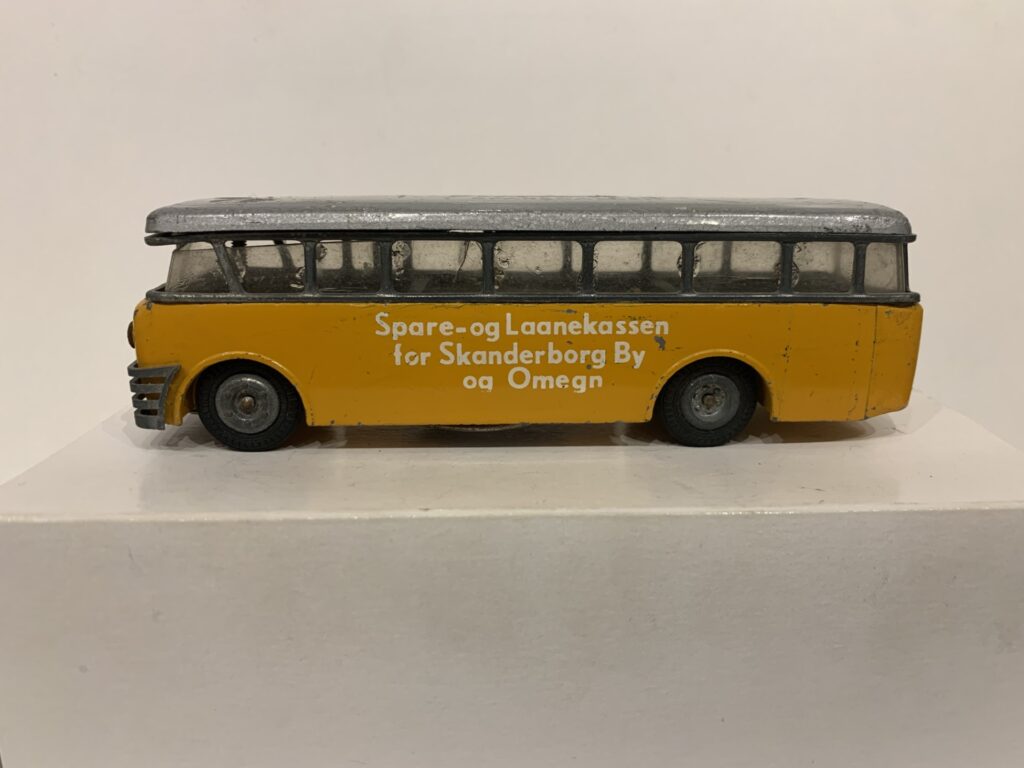 Spare-og Laanekassen
for Skanderborg By
og Omegn